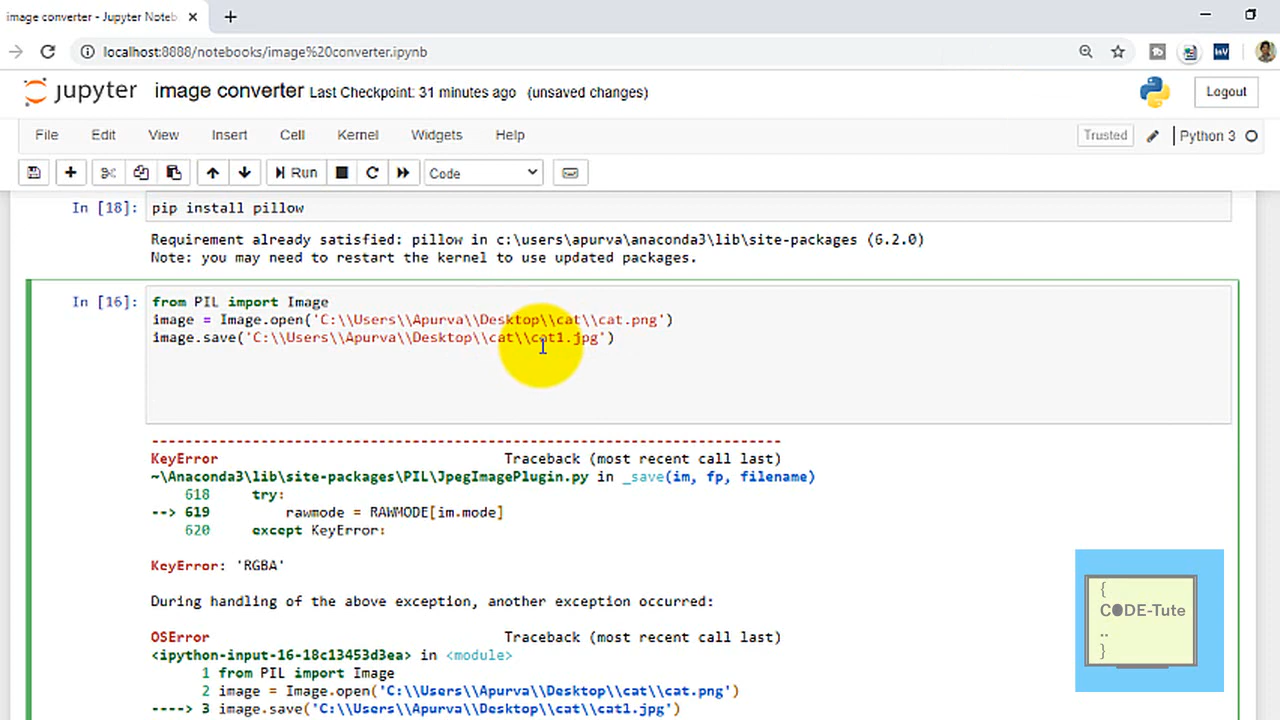 image converter - Jupyter Noteb
localhost:8888/notebooks/image%20converter.ipynb
jupyter image converter Last Checkpoint: 31 minutes ago (unsaved changes)
Logout
File Edit View Insert Cell Kernel Widgets Help
Trusted
Python 3
Run
Code
In [18]: pip install pillow
Requirement already satisfied: pillow in c:\users\apurva\anaconda3\lib\site-packages (6.2.0)
Note: you may need to restart the kernel to use updated packages.
In [16]: from PIL import Image
image = Image.open('C:\\Users\\Apurva\\Desktop\\cat\\cat.png')
image.save('C:\\Users\\Apurva\\Desktop\\cat\\cat1.jpg')
---------------------------------------------------------------------------
KeyError Traceback (most recent call last)
~\Anaconda3\lib\site-packages\PIL\JpegImagePlugin.py in _save(im, fp, filename)
618 try:
--> 619 rawmode = RAWMODE[im.mode]
620 except KeyError:
KeyError: 'RGBA'
During handling of the above exception, another exception occurred:
OSError Traceback (most recent call last)
<ipython-input-16-18c13453d3ea> in <module>
1 from PIL import Image
2 image = Image.open('C:\\Users\\Apurva\\Desktop\\cat\\cat.png')
----> 3 image.save('C:\\Users\\Apurva\\Desktop\\cat\\cat1.jpg')
{
CODE-Tute
..
}